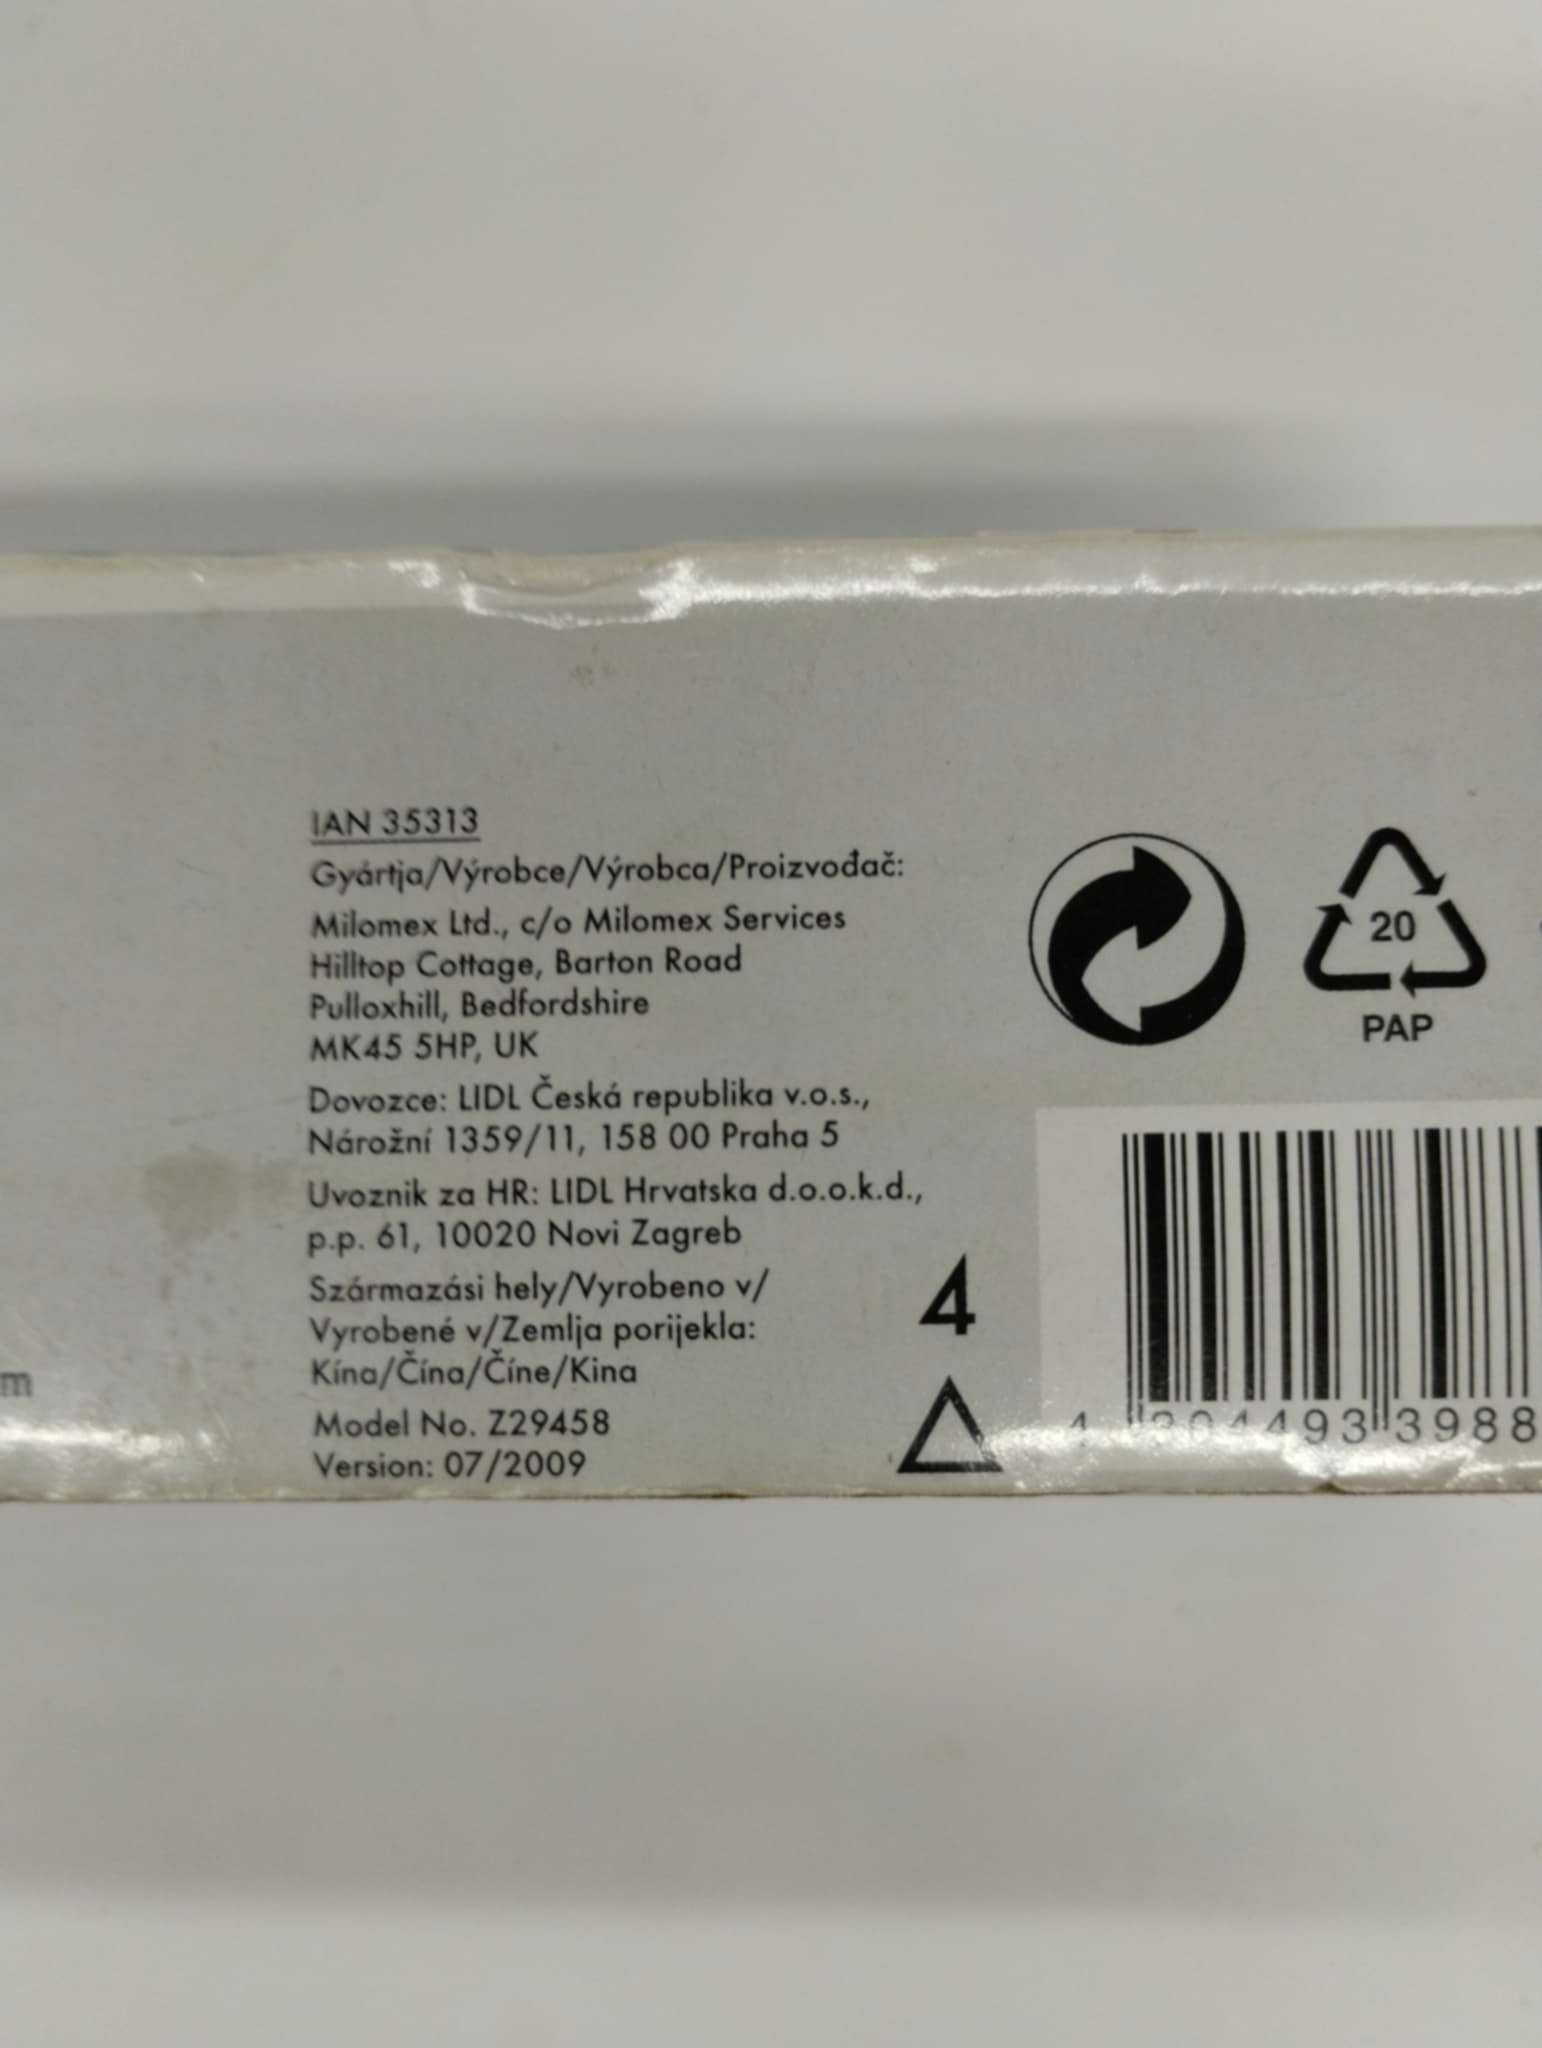 IAN 35313
Gyártja/Výrobce/Výrobca/Proizvođač:
Milomex Ltd., c/o Milomex Services
Hilltop Cottage, Barton Road
Pulloxhill, Bedfordshire
MK45 5HP, UK
Dovozce: LIDL Česká republika v.o.s.,
Nárožní 1359/11, 158 00 Praha 5
Uvoznik za HR: LIDL Hrvatska d.o.o.k.d.,
p.p. 61, 10020 Novi Zagreb
Származási hely/Vyrobeno v/
Vyrobené v/Zemlja porijekla:
Kína/Čína/Číne/Kina
Model No. Z29458
Version: 07/2009
m
4
20
PAP
4 304493 3988